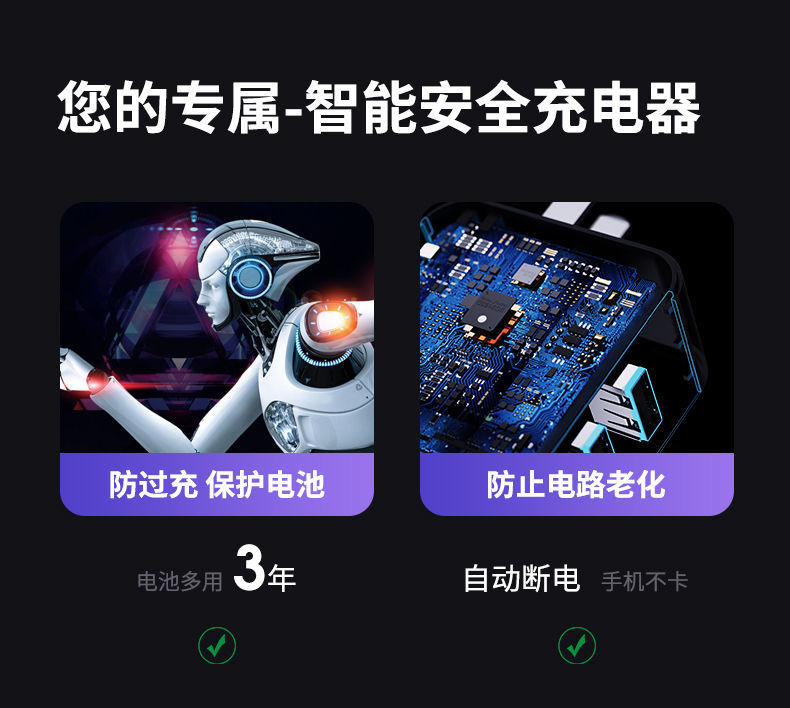 您的专属-智能安全充电器
防过充 保护电池
防止电路老化
电池多用3年
自动断电 手机不卡